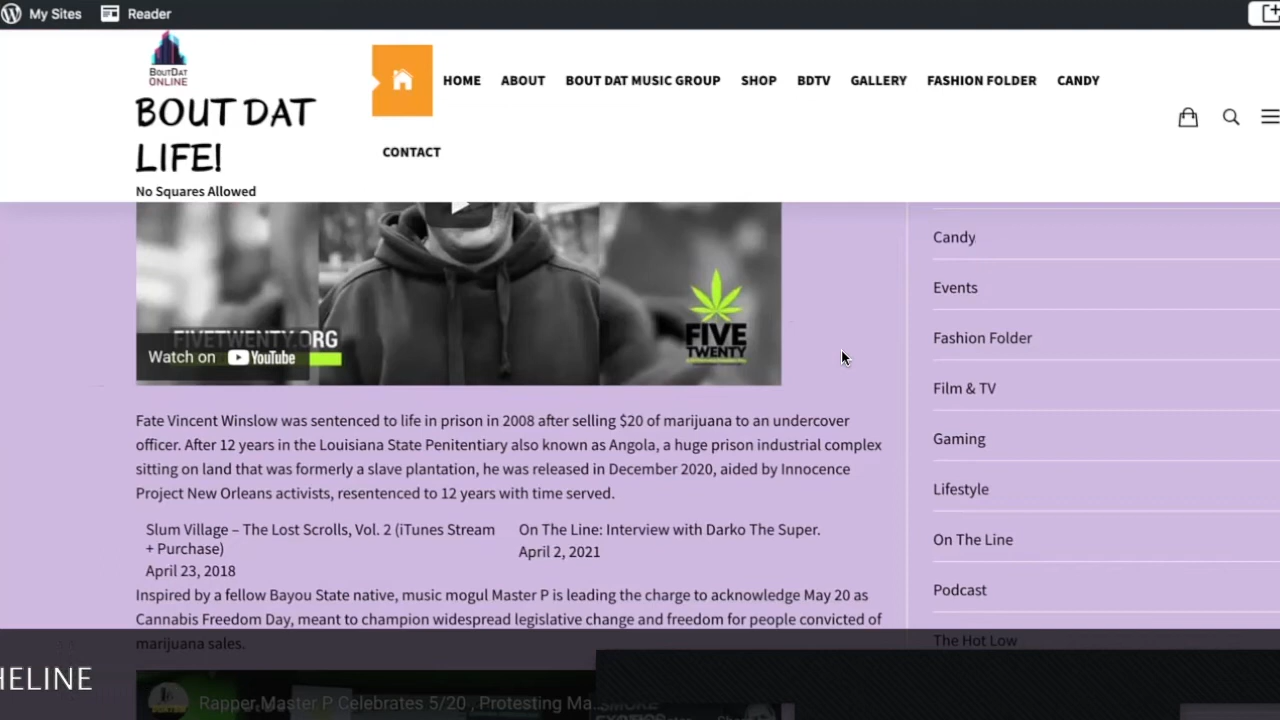 My Sites
Reader
BOUTDAT
ONLINE
BOUT DAT
LIFE!
No Squares Allowed
HOME ABOUT BOUT DAT MUSIC GROUP SHOP BDTV GALLERY FASHION FOLDER CANDY
CONTACT
FIVETWENTY.ORG
Watch on YouTube
FIVE
TWENTY
Fate Vincent Winslow was sentenced to life in prison in 2008 after selling $20 of marijuana to an undercover
officer. After 12 years in the Louisiana State Penitentiary also known as Angola, a huge prison industrial complex
sitting on land that was formerly a slave plantation, he was released in December 2020, aided by Innocence
Project New Orleans activists, resentenced to 12 years with time served.
Slum Village – The Lost Scrolls, Vol. 2 (iTunes Stream
+ Purchase)
April 23, 2018
On The Line: Interview with Darko The Super.
April 2, 2021
Inspired by a fellow Bayou State native, music mogul Master P is leading the charge to acknowledge May 20 as
Cannabis Freedom Day, meant to champion widespread legislative change and freedom for people convicted of
marijuana sales.
Rapper Master P Celebrates 5/20 , Protesting Ma...
Candy
Events
Fashion Folder
Film & TV
Gaming
Lifestyle
On The Line
Podcast
The Hot Low
HELINE